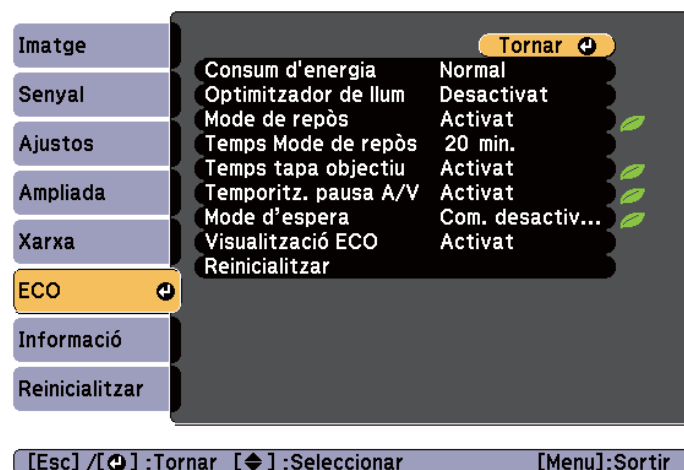 Imatge
Senyal
Ajustos
Ampliada
Xarxa
ECO
Informació
Reinicialitzar
Tornar
Consum d'energia Normal
Optimitzador de llum Desactivat
Mode de repòs Activat
Temps Mode de repòs 20 min.
Temps tapa objectiu Activat
Temporitz. pausa A/V Activat
Mode d’espera Com. desactiv...
Visualització ECO Activat
Reinicialitzar
[Esc] /[⏎] :Tornar [◆] :Seleccionar [Menu]:Sortir